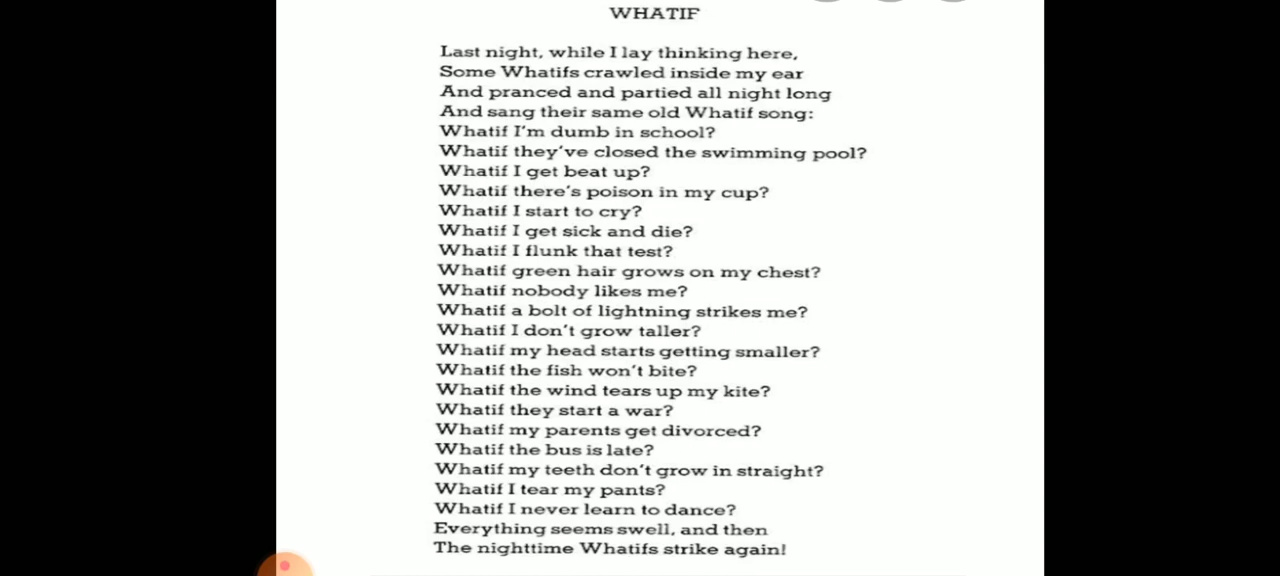 WHATIF
Last night, while I lay thinking here,
Some Whatifs crawled inside my ear
And pranced and partied all night long
And sang their same old Whatif song:
Whatif I'm dumb in school?
Whatif they've closed the swimming pool?
Whatif I get beat up?
Whatif there's poison in my cup?
Whatif I start to cry?
Whatif I get sick and die?
Whatif I flunk that test?
Whatif green hair grows on my chest?
Whatif nobody likes me?
Whatif a bolt of lightning strikes me?
Whatif I don't grow taller?
Whatif my head starts getting smaller?
Whatif the fish won't bite?
Whatif the wind tears up my kite?
Whatif they start a war?
Whatif my parents get divorced?
Whatif the bus is late?
Whatif my teeth don't grow in straight?
Whatif I tear my pants?
Whatif I never learn to dance?
Everything seems swell, and then
The nighttime Whatifs strike again!